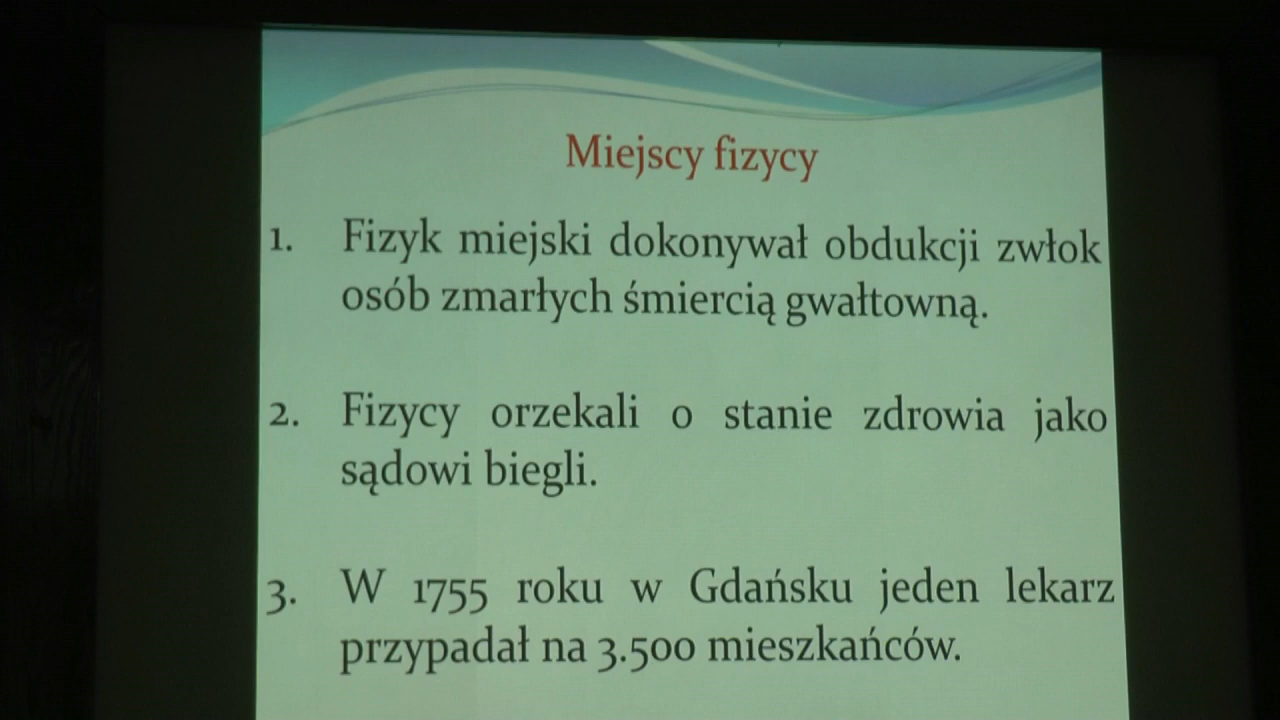 Miejscy fizycy
1. Fizyk miejski dokonywał obdukcji zwłok
osób zmarłych śmiercią gwałtowną.
2. Fizycy orzekali o stanie zdrowia jako
sądowi biegli.
3. W 1755 roku w Gdańsku jeden lekarz
przypadał na 3.500 mieszkańców.